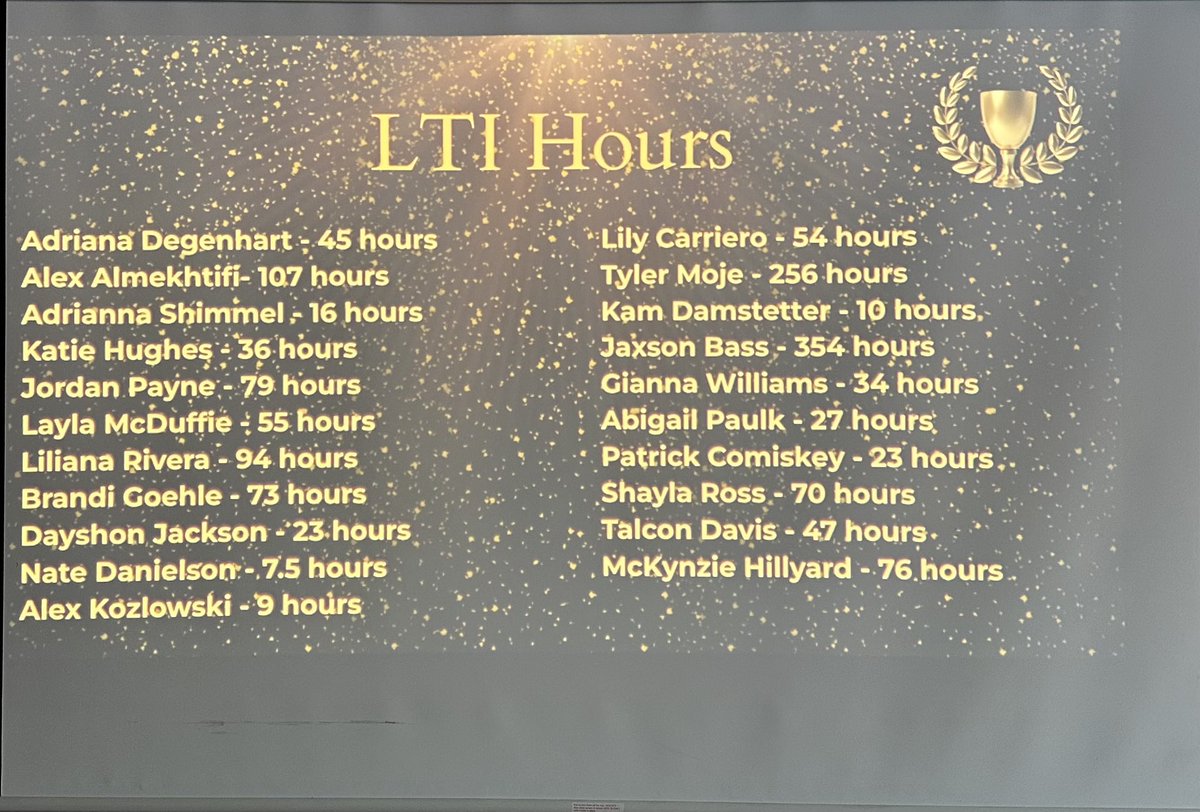 LTI Hours
Adriana Degenhart - 45 hours
Alex Almekhtifi- 107 hours
Adrianna Shimmel - 16 hours
Katie Hughes - 36 hours
Jordan Payne - 79 hours
Layla McDuffie - 55 hours
Liliana Rivera - 94 hours
Brandi Goehle - 73 hours
Dayshon Jackson - 23 hours
Nate Danielson - 7.5 hours
Alex Kozlowski - 9 hours
Lily Carriero - 54 hours
Tyler Moje - 256 hours
Kam Damstetter - 10 hours
Jaxson Bass - 354 hours
Gianna Williams - 34 hours
Abigail Paulk - 27 hours
Patrick Comiskey - 23 hours
Shayla Ross - 70 hours
Talcon Davis - 47 hours
McKynzie Hillyard - 76 hours